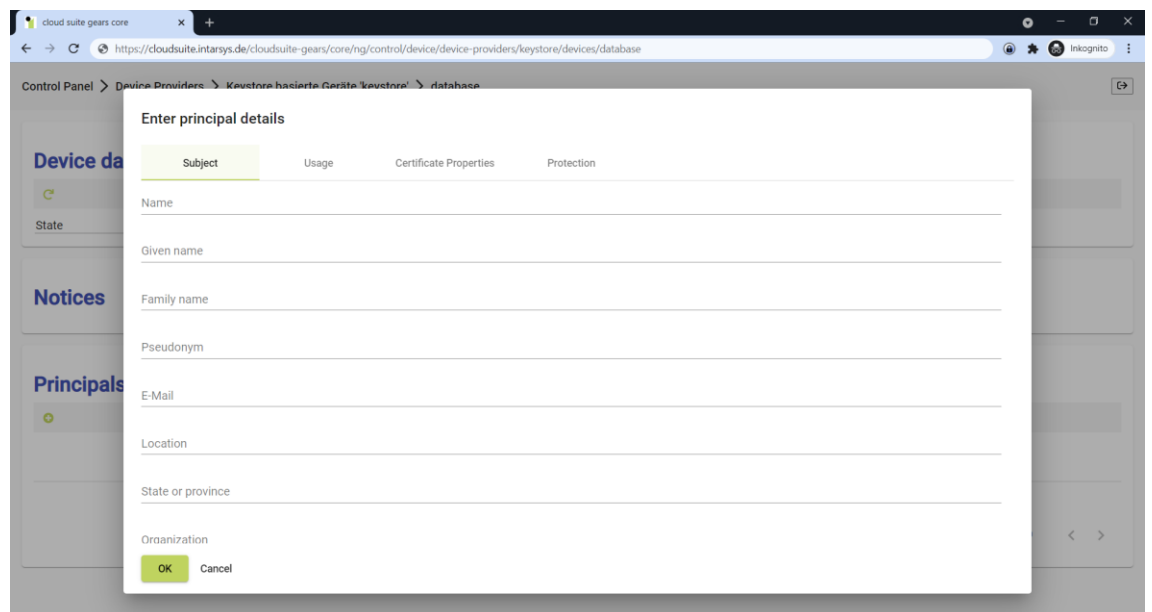 cloud suite gears core
https://cloudsuite.intarsys.de/cloudsuite-gears/core/ng/control/device/device-providers/keystore/devices/database
Inkognito
Control Panel > Device Providers > Keystore basierte Geräte 'keystore' > database
Enter principal details
Device da
Subject Usage Certificate Properties Protection
Name
State
Given name
Notices
Family name
Pseudonym
Principals
E-Mail
Location
State or province
Organization
OK Cancel